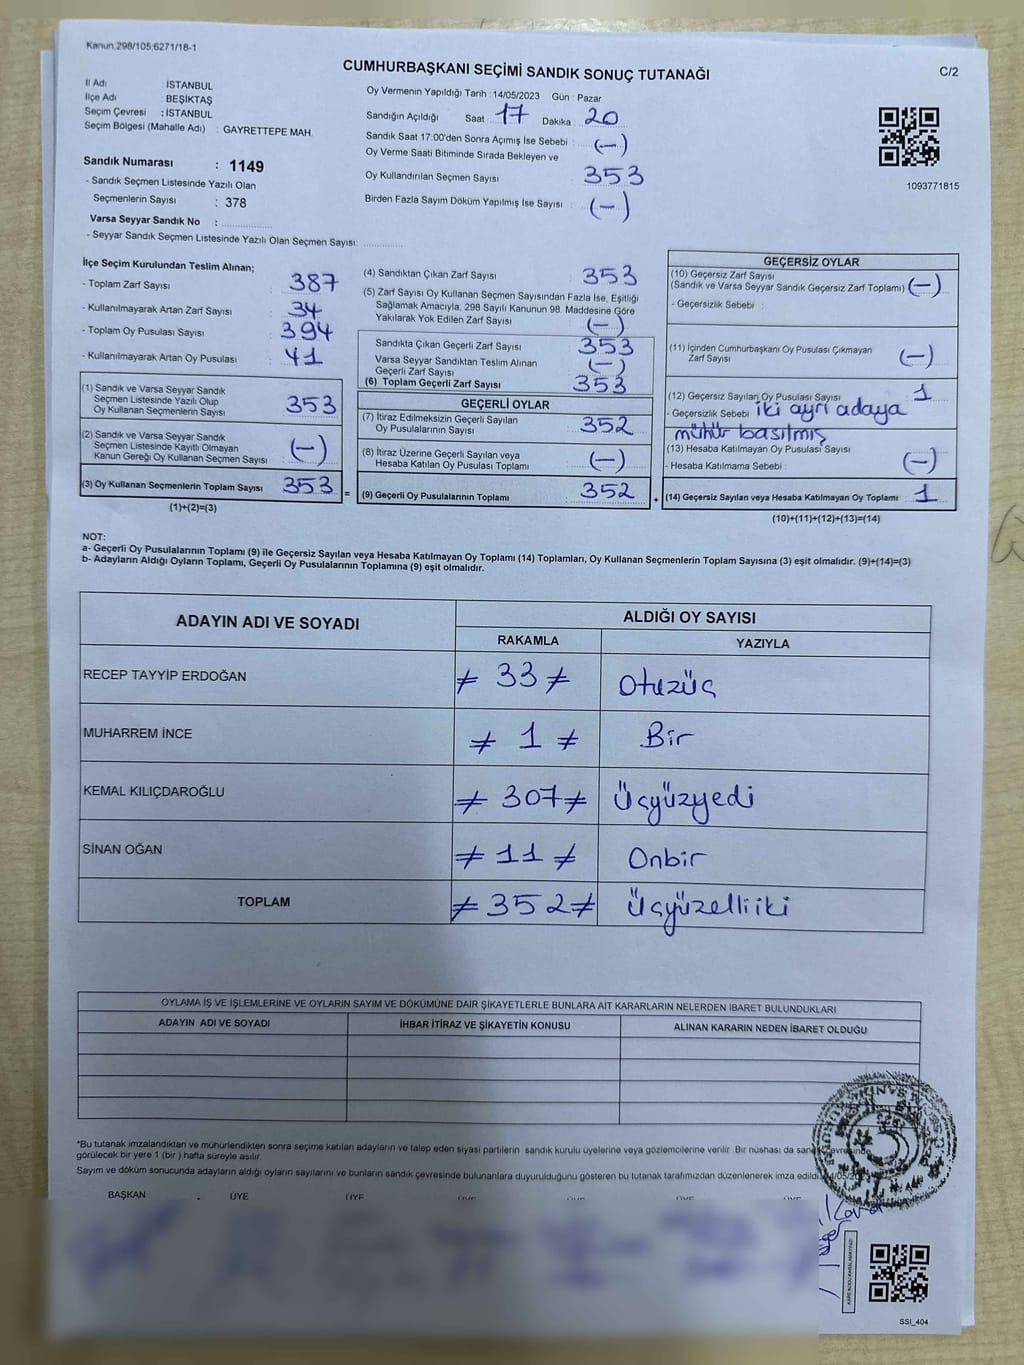 Kanun.298/105;6271/18-1
CUMHURBAŞKANI SEÇİMİ SANDIK SONUÇ TUTANAĞI
C/2
İl Adı : İSTANBUL
İlçe Adı : BEŞİKTAŞ
Seçim Çevresi : İSTANBUL
Seçim Bölgesi (Mahalle Adı) : GAYRETTEPE MAH.
Sandık Numarası : 1149
- Sandık Seçmen Listesinde Yazılı Olan
Seçmenlerin Sayısı : 378
Varsa Seyyar Sandık No :
- Seyyar Sandık Seçmen Listesinde Yazılı Olan Seçmen Sayısı:
Oy Vermenin Yapıldığı Tarih : 14/05/2023 Gün : Pazar
Sandığın Açıldığı Saat : 17 Dakika : 20
Sandık Saat 17:00'den Sonra Açımış İse Sebebi : (-)
Oy Verme Saati Bitiminde Sırada Bekleyen ve
Oy Kullandırılan Seçmen Sayısı : 353
Birden Fazla Sayım Döküm Yapılmış İse Sayısı : (-)
1093771815
İlçe Seçim Kurulundan Teslim Alınan;
- Toplam Zarf Sayısı : 387
- Kullanılmayarak Artan Zarf Sayısı : 34
- Toplam Oy Pusulası Sayısı : 394
- Kullanılmayarak Artan Oy Pusulası : 41
(1) Sandık ve Varsa Seyyar Sandık
Seçmen Listesinde Yazılı Olup
Oy Kullanan Seçmenlerin Sayısı : 353
(2) Sandık ve Varsa Seyyar Sandık
Seçmen Listesinde Kayıtlı Olmayan
Kanun Gereği Oy Kullanan Seçmen Sayısı : (-)
(3) Oy Kullanan Seçmenlerin Toplam Sayısı : 353
(1)+(2)=(3)
=
(4) Sandıktan Çıkan Zarf Sayısı : 353
(5) Zarf Sayısı Oy Kullanan Seçmen Sayısından Fazla İse, Eşitliği
Sağlamak Amacıyla, 298 Sayılı Kanunun 98. Maddesine Göre
Yakılarak Yok Edilen Zarf Sayısı : (-)
Sandıkta Çıkan Geçerli Zarf Sayısı : 353
Varsa Seyyar Sandıktan Teslim Alınan
Geçerli Zarf Sayısı : (-)
(6) Toplam Geçerli Zarf Sayısı : 353
GEÇERLİ OYLAR
(7) İtiraz Edilmeksizin Geçerli Sayılan
Oy Pusulalarının Sayısı : 352
(8) İtiraz Üzerine Geçerli Sayılan veya
Hesaba Katılan Oy Pusulası Toplamı : (-)
(9) Geçerli Oy Pusulalarının Toplamı : 352
+
GEÇERSİZ OYLAR
(10) Geçersiz Zarf Sayısı
(Sandık ve Varsa Seyyar Sandık Geçersiz Zarf Toplamı) : (-)
- Geçersizlik Sebebi :
(11) İçinden Cumhurbaşkanı Oy Pusulası Çıkmayan
Zarf Sayısı : (-)
(12) Geçersiz Sayılan Oy Pusulası Sayısı : 1
- Geçersizlik Sebebi : iki ayrı adaya
mühür basılmış
(13) Hesaba Katılmayan Oy Pusulası Sayısı : (-)
- Hesaba Katılmama Sebebi :
(14) Geçersiz Sayılan veya Hesaba Katılmayan Oy Toplamı : 1
(10)+(11)+(12)+(13)=(14)
NOT:
a- Geçerli Oy Pusulalarının Toplamı (9) ile Geçersiz Sayılan veya Hesaba Katılmayan Oy Toplamı (14) Toplamları, Oy Kullanan Seçmenlerin Toplam Sayısına (3) eşit olmalıdır. (9)+(14)=(3)
b- Adayların Aldığı Oyların Toplamı, Geçerli Oy Pusulalarının Toplamına (9) eşit olmalıdır.
ADAYIN ADI VE SOYADI
ALDIĞI OY SAYISI
RAKAMLA YAZIYLA
RECEP TAYYİP ERDOĞAN ≠ 33 ≠ Otuzüç
MUHARREM İNCE ≠ 1 ≠ Bir
KEMAL KILIÇDAROĞLU ≠ 307 ≠ Üçyüzyedi
SİNAN OĞAN ≠ 11 ≠ Onbir
TOPLAM ≠ 352 ≠ Üçyüzelliiki
OYLAMA İŞ VE İŞLEMLERİNE VE OYLARIN SAYIM VE DÖKÜMÜNE DAİR ŞİKAYETLERLE BUNLARA AİT KARARLARIN NELERDEN İBARET BULUNDUKLARI
ADAYIN ADI VE SOYADI İHBAR İTİRAZ VE ŞİKAYETİN KONUSU ALINAN KARARIN NEDEN İBARET OLDUĞU
*Bu tutanak imzalandıktan ve mühürlendikten sonra seçime katılan adayların ve talep eden siyasi partilerin sandık kurulu üyelerine veya gözlemcilerine verilir. Bir nüshası da sandık çevresinde
görülecek bir yere 1 (bir) hafta süreyle asılır.
Sayım ve döküm sonucunda adayların aldığı oyların sayılarını ve bunların sandık çevresinde bulunanlara duyurulduğunu gösteren bu tutanak tarafımızdan düzenlenerek imza edildi.
BAŞKAN ÜYE ÜYE ÜYE ÜYE ÜYE ÜYE
SSİ_404